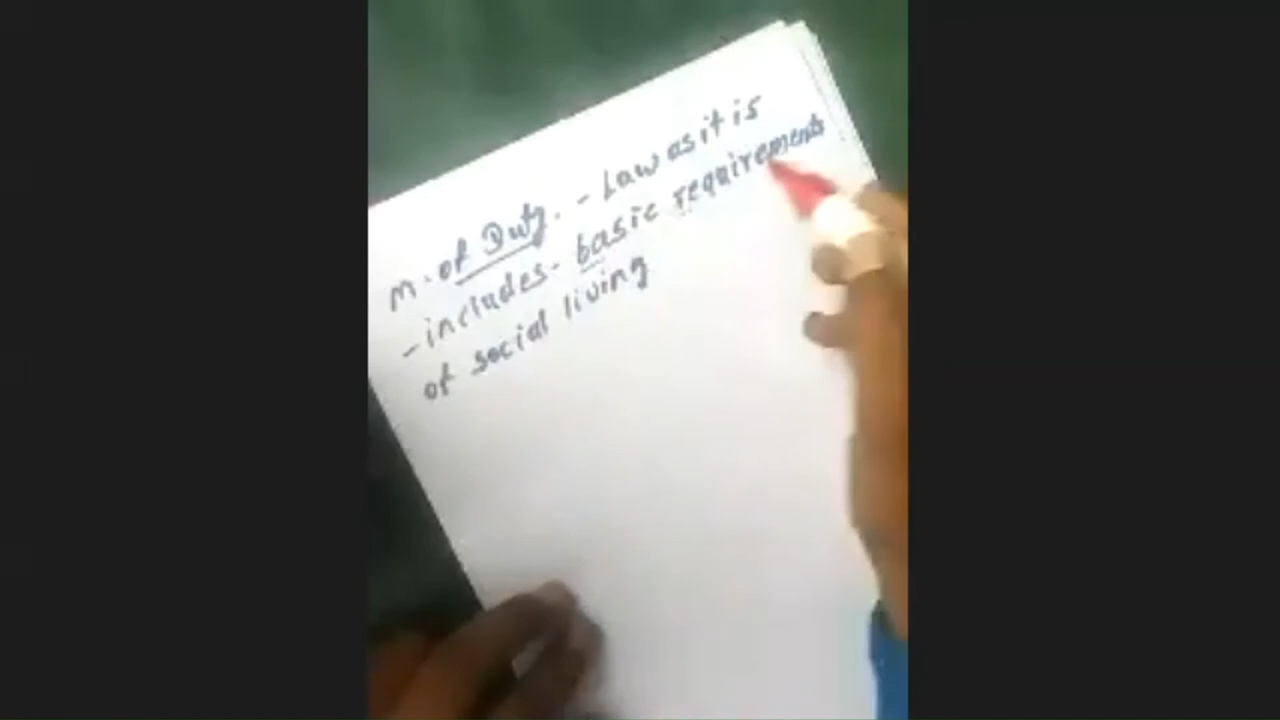 M. of Duty. - Law as it is
- includes - basic requirements
of social living